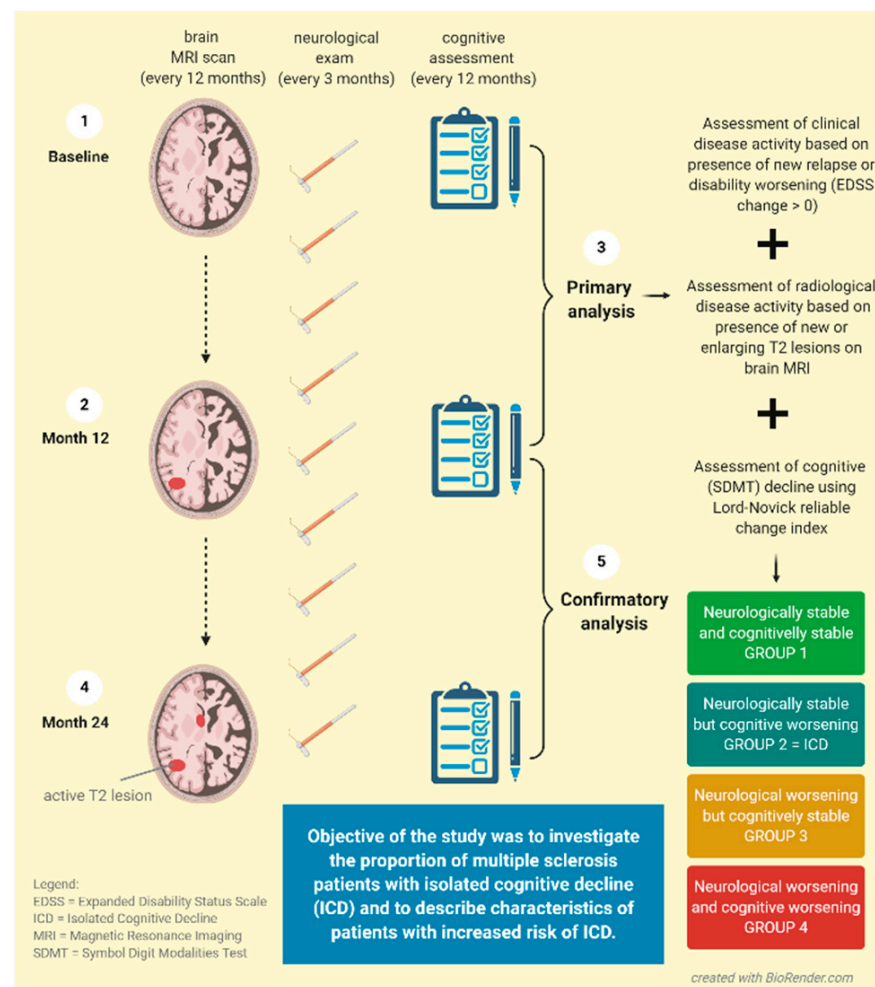 brain
MRI scan
(every 12 months)
neurological
exam
(every 3 months)
cognitive
assessment
(every 12 months)
1
Baseline
2
Month 12
4
Month 24
active T2 lesion
3
Primary
analysis
5
Confirmatory
analysis
Assessment of clinical
disease activity based on
presence of new relapse or
disability worsening (EDSS
change > 0)
+
Assessment of radiological
disease activity based on
presence of new or
enlarging T2 lesions on
brain MRI
+
Assessment of cognitive
(SDMT) decline using
Lord-Novick reliable
change index
Neurologically stable
and cognitivelly stable
GROUP 1
Neurologically stable
but cognitive worsening
GROUP 2 = ICD
Neurological worsening
but cognitively stable
GROUP 3
Neurological worsening
and cognitive worsening
GROUP 4
Objective of the study was to investigate
the proportion of multiple sclerosis
patients with isolated cognitive decline
(ICD) and to describe characteristics of
patients with increased risk of ICD.
Legend:
EDSS = Expanded Disability Status Scale
ICD = Isolated Cognitive Decline
MRI = Magnetic Resonance Imaging
SDMT = Symbol Digit Modalities Test
created with BioRender.com